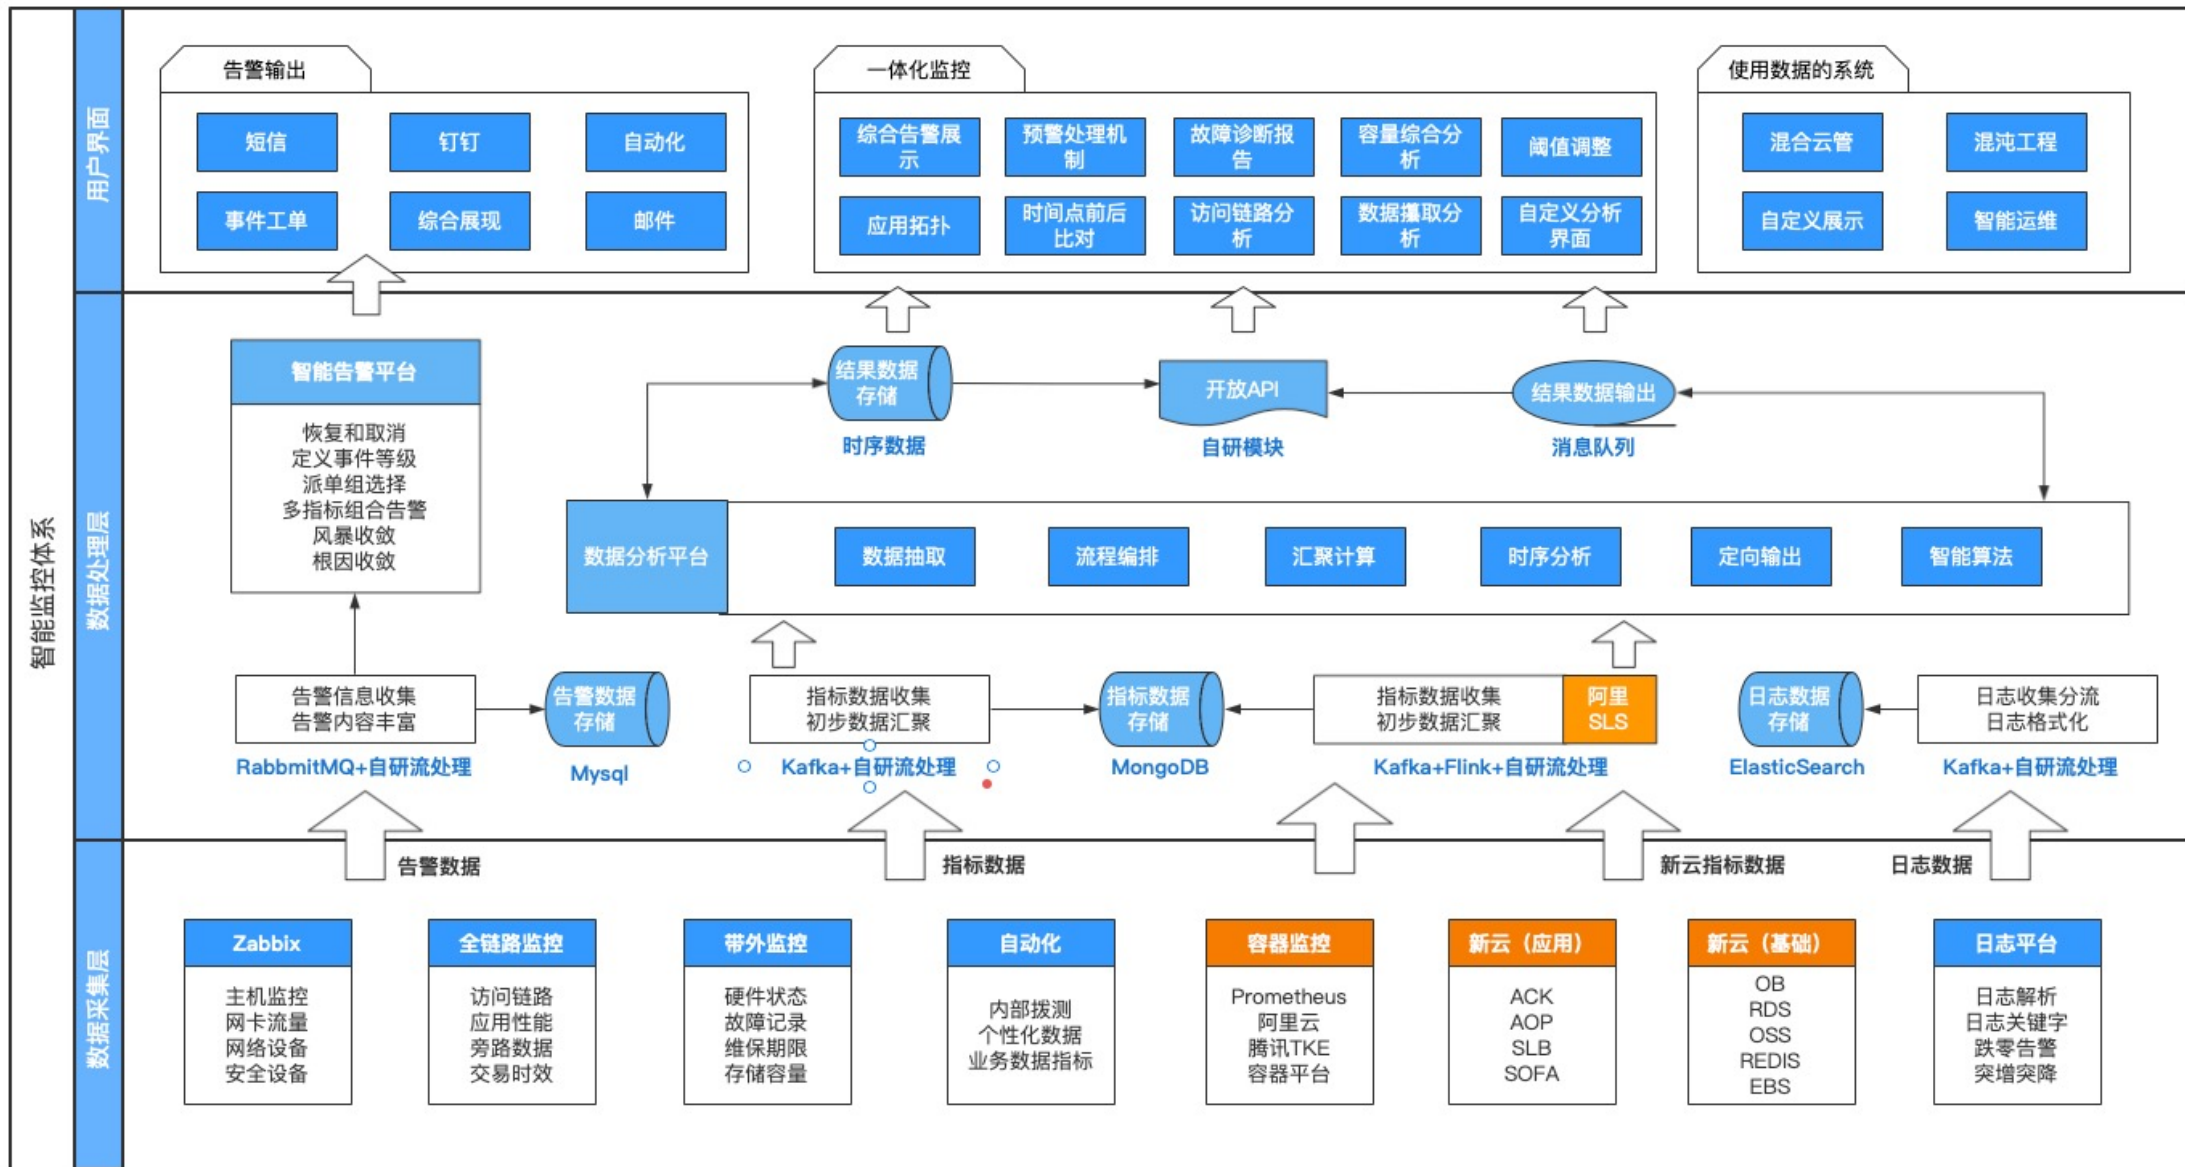 智能监控体系
用户界面
告警输出
短信
钉钉
自动化
事件工单
综合展现
邮件
一体化监控
综合告警展
示
预警处理机
制
故障诊断报
告
容量综合分
析
阈值调整
应用拓扑
时间点前后
比对
访问链路分
析
数据攥取分
析
自定义分析
界面
使用数据的系统
混合云管
混沌工程
自定义展示
智能运维
数据处理层
智能告警平台
恢复和取消
定义事件等级
派单组选择
多指标组合告警
风暴收敛
根因收敛
结果数据
存储
时序数据
开放API
自研模块
结果数据输出
消息队列
数据分析平台
数据抽取
流程编排
汇聚计算
时序分析
定向输出
智能算法
告警信息收集
告警内容丰富
RabbmitMQ+自研流处理
告警数据
存储
Mysql
指标数据收集
初步数据汇聚
Kafka+自研流处理
指标数据
存储
MongoDB
指标数据收集
初步数据汇聚
阿里
SLS
Kafka+Flink+自研流处理
日志数据
存储
ElasticSearch
日志收集分流
日志格式化
Kafka+自研流处理
告警数据
指标数据
新云指标数据
日志数据
数据采集层
Zabbix
主机监控
网卡流量
网络设备
安全设备
全链路监控
访问链路
应用性能
旁路数据
交易时效
带外监控
硬件状态
故障记录
维保期限
存储容量
自动化
内部拨测
个性化数据
业务数据指标
容器监控
Prometheus
阿里云
腾讯TKE
容器平台
新云（应用）
ACK
AOP
SLB
SOFA
新云（基础）
OB
RDS
OSS
REDIS
EBS
日志平台
日志解析
日志关键字
跌零告警
突增突降